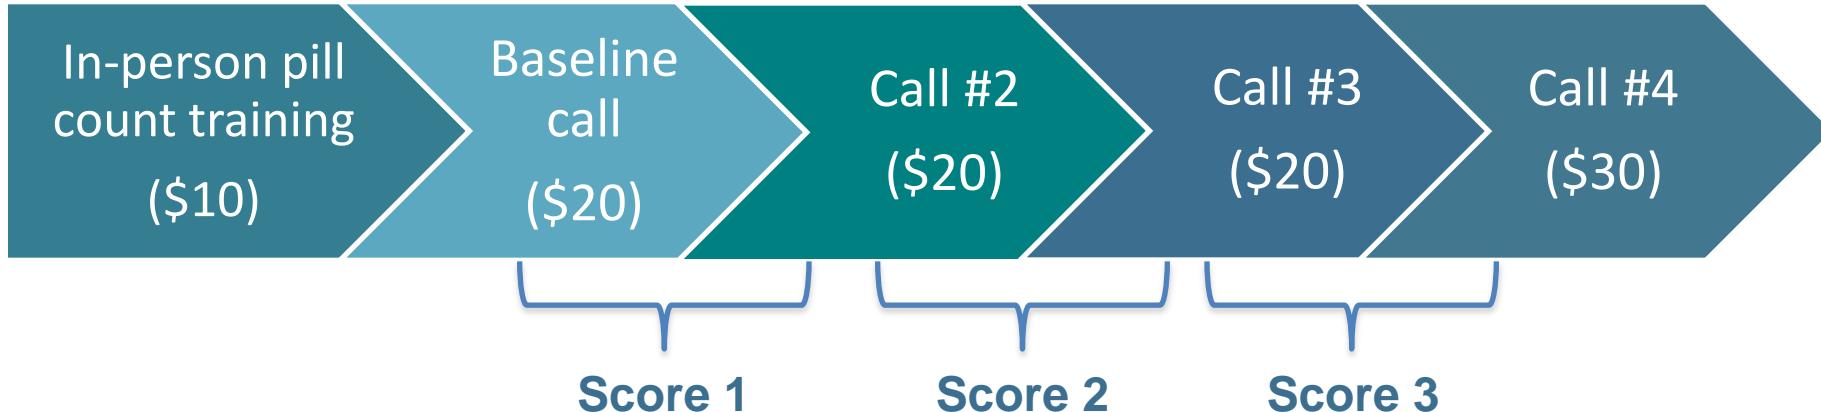 In-person pill
count training
($10)
Baseline
call
($20)
Call #2
($20)
Call #3
($20)
Call #4
($30)
Score 1
Score 2
Score 3